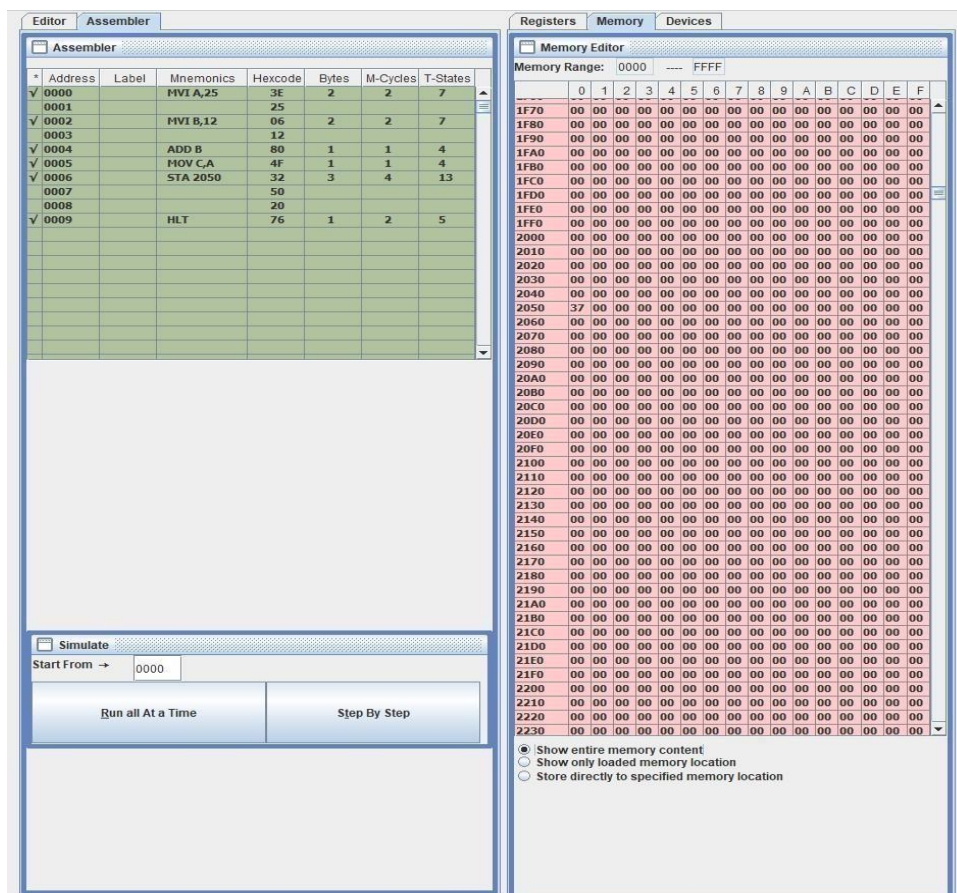 Editor Assembler
Assembler
* Address Label Mnemonics Hexcode Bytes M-Cycles T-States
√ 0000 MVI A,25 3E 2 2 7
0001 25
√ 0002 MVI B,12 06 2 2 7
0003 12
√ 0004 ADD B 80 1 1 4
√ 0005 MOV C,A 4F 1 1 4
√ 0006 STA 2050 32 3 4 13
0007 50
0008 20
√ 0009 HLT 76 1 2 5
Simulate
Start From → 0000
Run all At a Time Step By Step
Registers Memory Devices
Memory Editor
Memory Range: 0000 ---- FFFF
0 1 2 3 4 5 6 7 8 9 A B C D E F
1F70 00 00 00 00 00 00 00 00 00 00 00 00 00 00 00 00
1F80 00 00 00 00 00 00 00 00 00 00 00 00 00 00 00 00
1F90 00 00 00 00 00 00 00 00 00 00 00 00 00 00 00 00
1FA0 00 00 00 00 00 00 00 00 00 00 00 00 00 00 00 00
1FB0 00 00 00 00 00 00 00 00 00 00 00 00 00 00 00 00
1FC0 00 00 00 00 00 00 00 00 00 00 00 00 00 00 00 00
1FD0 00 00 00 00 00 00 00 00 00 00 00 00 00 00 00 00
1FE0 00 00 00 00 00 00 00 00 00 00 00 00 00 00 00 00
1FF0 00 00 00 00 00 00 00 00 00 00 00 00 00 00 00 00
2000 00 00 00 00 00 00 00 00 00 00 00 00 00 00 00 00
2010 00 00 00 00 00 00 00 00 00 00 00 00 00 00 00 00
2020 00 00 00 00 00 00 00 00 00 00 00 00 00 00 00 00
2030 00 00 00 00 00 00 00 00 00 00 00 00 00 00 00 00
2040 00 00 00 00 00 00 00 00 00 00 00 00 00 00 00 00
2050 37 00 00 00 00 00 00 00 00 00 00 00 00 00 00 00
2060 00 00 00 00 00 00 00 00 00 00 00 00 00 00 00 00
2070 00 00 00 00 00 00 00 00 00 00 00 00 00 00 00 00
2080 00 00 00 00 00 00 00 00 00 00 00 00 00 00 00 00
2090 00 00 00 00 00 00 00 00 00 00 00 00 00 00 00 00
20A0 00 00 00 00 00 00 00 00 00 00 00 00 00 00 00 00
20B0 00 00 00 00 00 00 00 00 00 00 00 00 00 00 00 00
20C0 00 00 00 00 00 00 00 00 00 00 00 00 00 00 00 00
20D0 00 00 00 00 00 00 00 00 00 00 00 00 00 00 00 00
20E0 00 00 00 00 00 00 00 00 00 00 00 00 00 00 00 00
20F0 00 00 00 00 00 00 00 00 00 00 00 00 00 00 00 00
2100 00 00 00 00 00 00 00 00 00 00 00 00 00 00 00 00
2110 00 00 00 00 00 00 00 00 00 00 00 00 00 00 00 00
2120 00 00 00 00 00 00 00 00 00 00 00 00 00 00 00 00
2130 00 00 00 00 00 00 00 00 00 00 00 00 00 00 00 00
2140 00 00 00 00 00 00 00 00 00 00 00 00 00 00 00 00
2150 00 00 00 00 00 00 00 00 00 00 00 00 00 00 00 00
2160 00 00 00 00 00 00 00 00 00 00 00 00 00 00 00 00
2170 00 00 00 00 00 00 00 00 00 00 00 00 00 00 00 00
2180 00 00 00 00 00 00 00 00 00 00 00 00 00 00 00 00
2190 00 00 00 00 00 00 00 00 00 00 00 00 00 00 00 00
21A0 00 00 00 00 00 00 00 00 00 00 00 00 00 00 00 00
21B0 00 00 00 00 00 00 00 00 00 00 00 00 00 00 00 00
21C0 00 00 00 00 00 00 00 00 00 00 00 00 00 00 00 00
21D0 00 00 00 00 00 00 00 00 00 00 00 00 00 00 00 00
21E0 00 00 00 00 00 00 00 00 00 00 00 00 00 00 00 00
21F0 00 00 00 00 00 00 00 00 00 00 00 00 00 00 00 00
2200 00 00 00 00 00 00 00 00 00 00 00 00 00 00 00 00
2210 00 00 00 00 00 00 00 00 00 00 00 00 00 00 00 00
2220 00 00 00 00 00 00 00 00 00 00 00 00 00 00 00 00
2230 00 00 00 00 00 00 00 00 00 00 00 00 00 00 00 00
Show entire memory content
Show only loaded memory location
Store directly to specified memory location